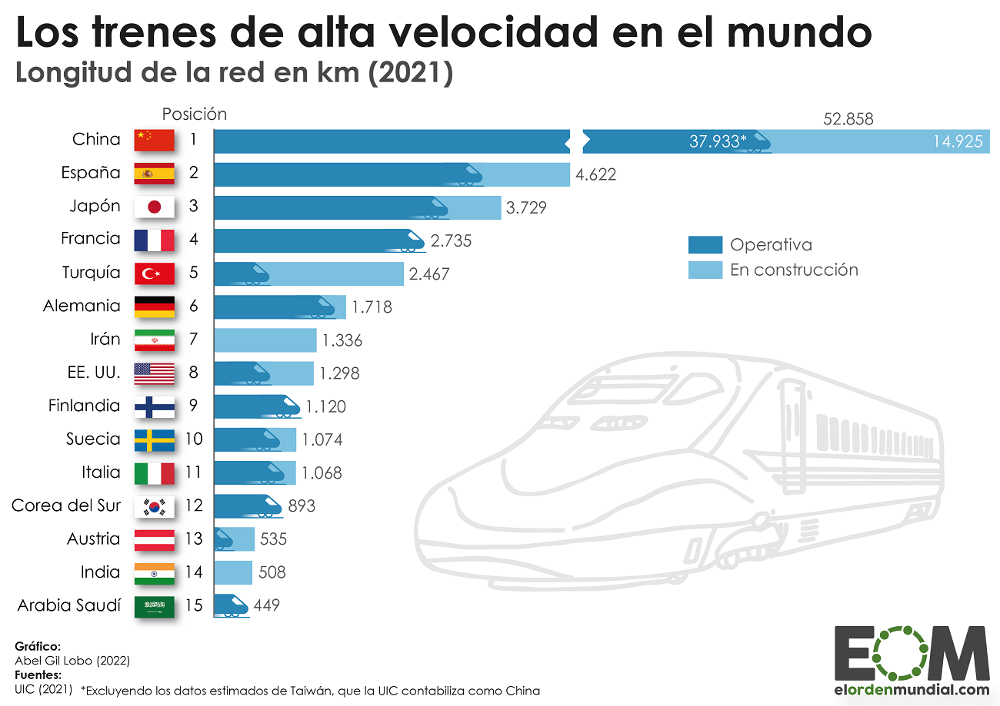 Los trenes de alta velocidad en el mundo
Longitud de la red en km (2021)
Posición
52.858
China 1 37.933* 14.925
España 2 4.622
Japón 3 3.729
Francia 4 2.735
Operativa
Turquía 5 2.467
En construcción
Alemania 6 1.718
Irán 7 1.336
EE. UU. 8 1.298
Finlandia 9 1.120
Suecia 10 1.074
Italia 11 1.068
Corea del Sur 12 893
Austria 13 535
India 14 508
Arabia Saudí 15 449
Gráfico:
Abel Gil Lobo (2022)
Fuentes:
UIC (2021) *Excluyendo los datos estimados de Taiwán, que la UIC contabiliza como China
EOM
elordenmundial.com